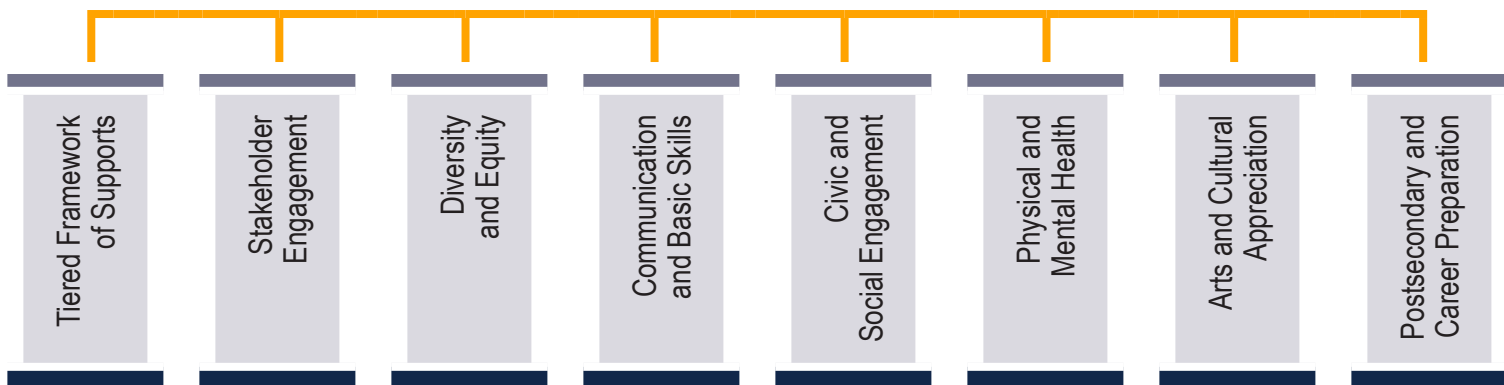 Tiered Framework
of Supports
Stakeholder
Engagement
Diversity
and Equity
Communication
and Basic Skills
Civic and
Social Engagement
Physical and
Mental Health
Arts and Cultural
Appreciation
Postsecondary and
Career Preparation